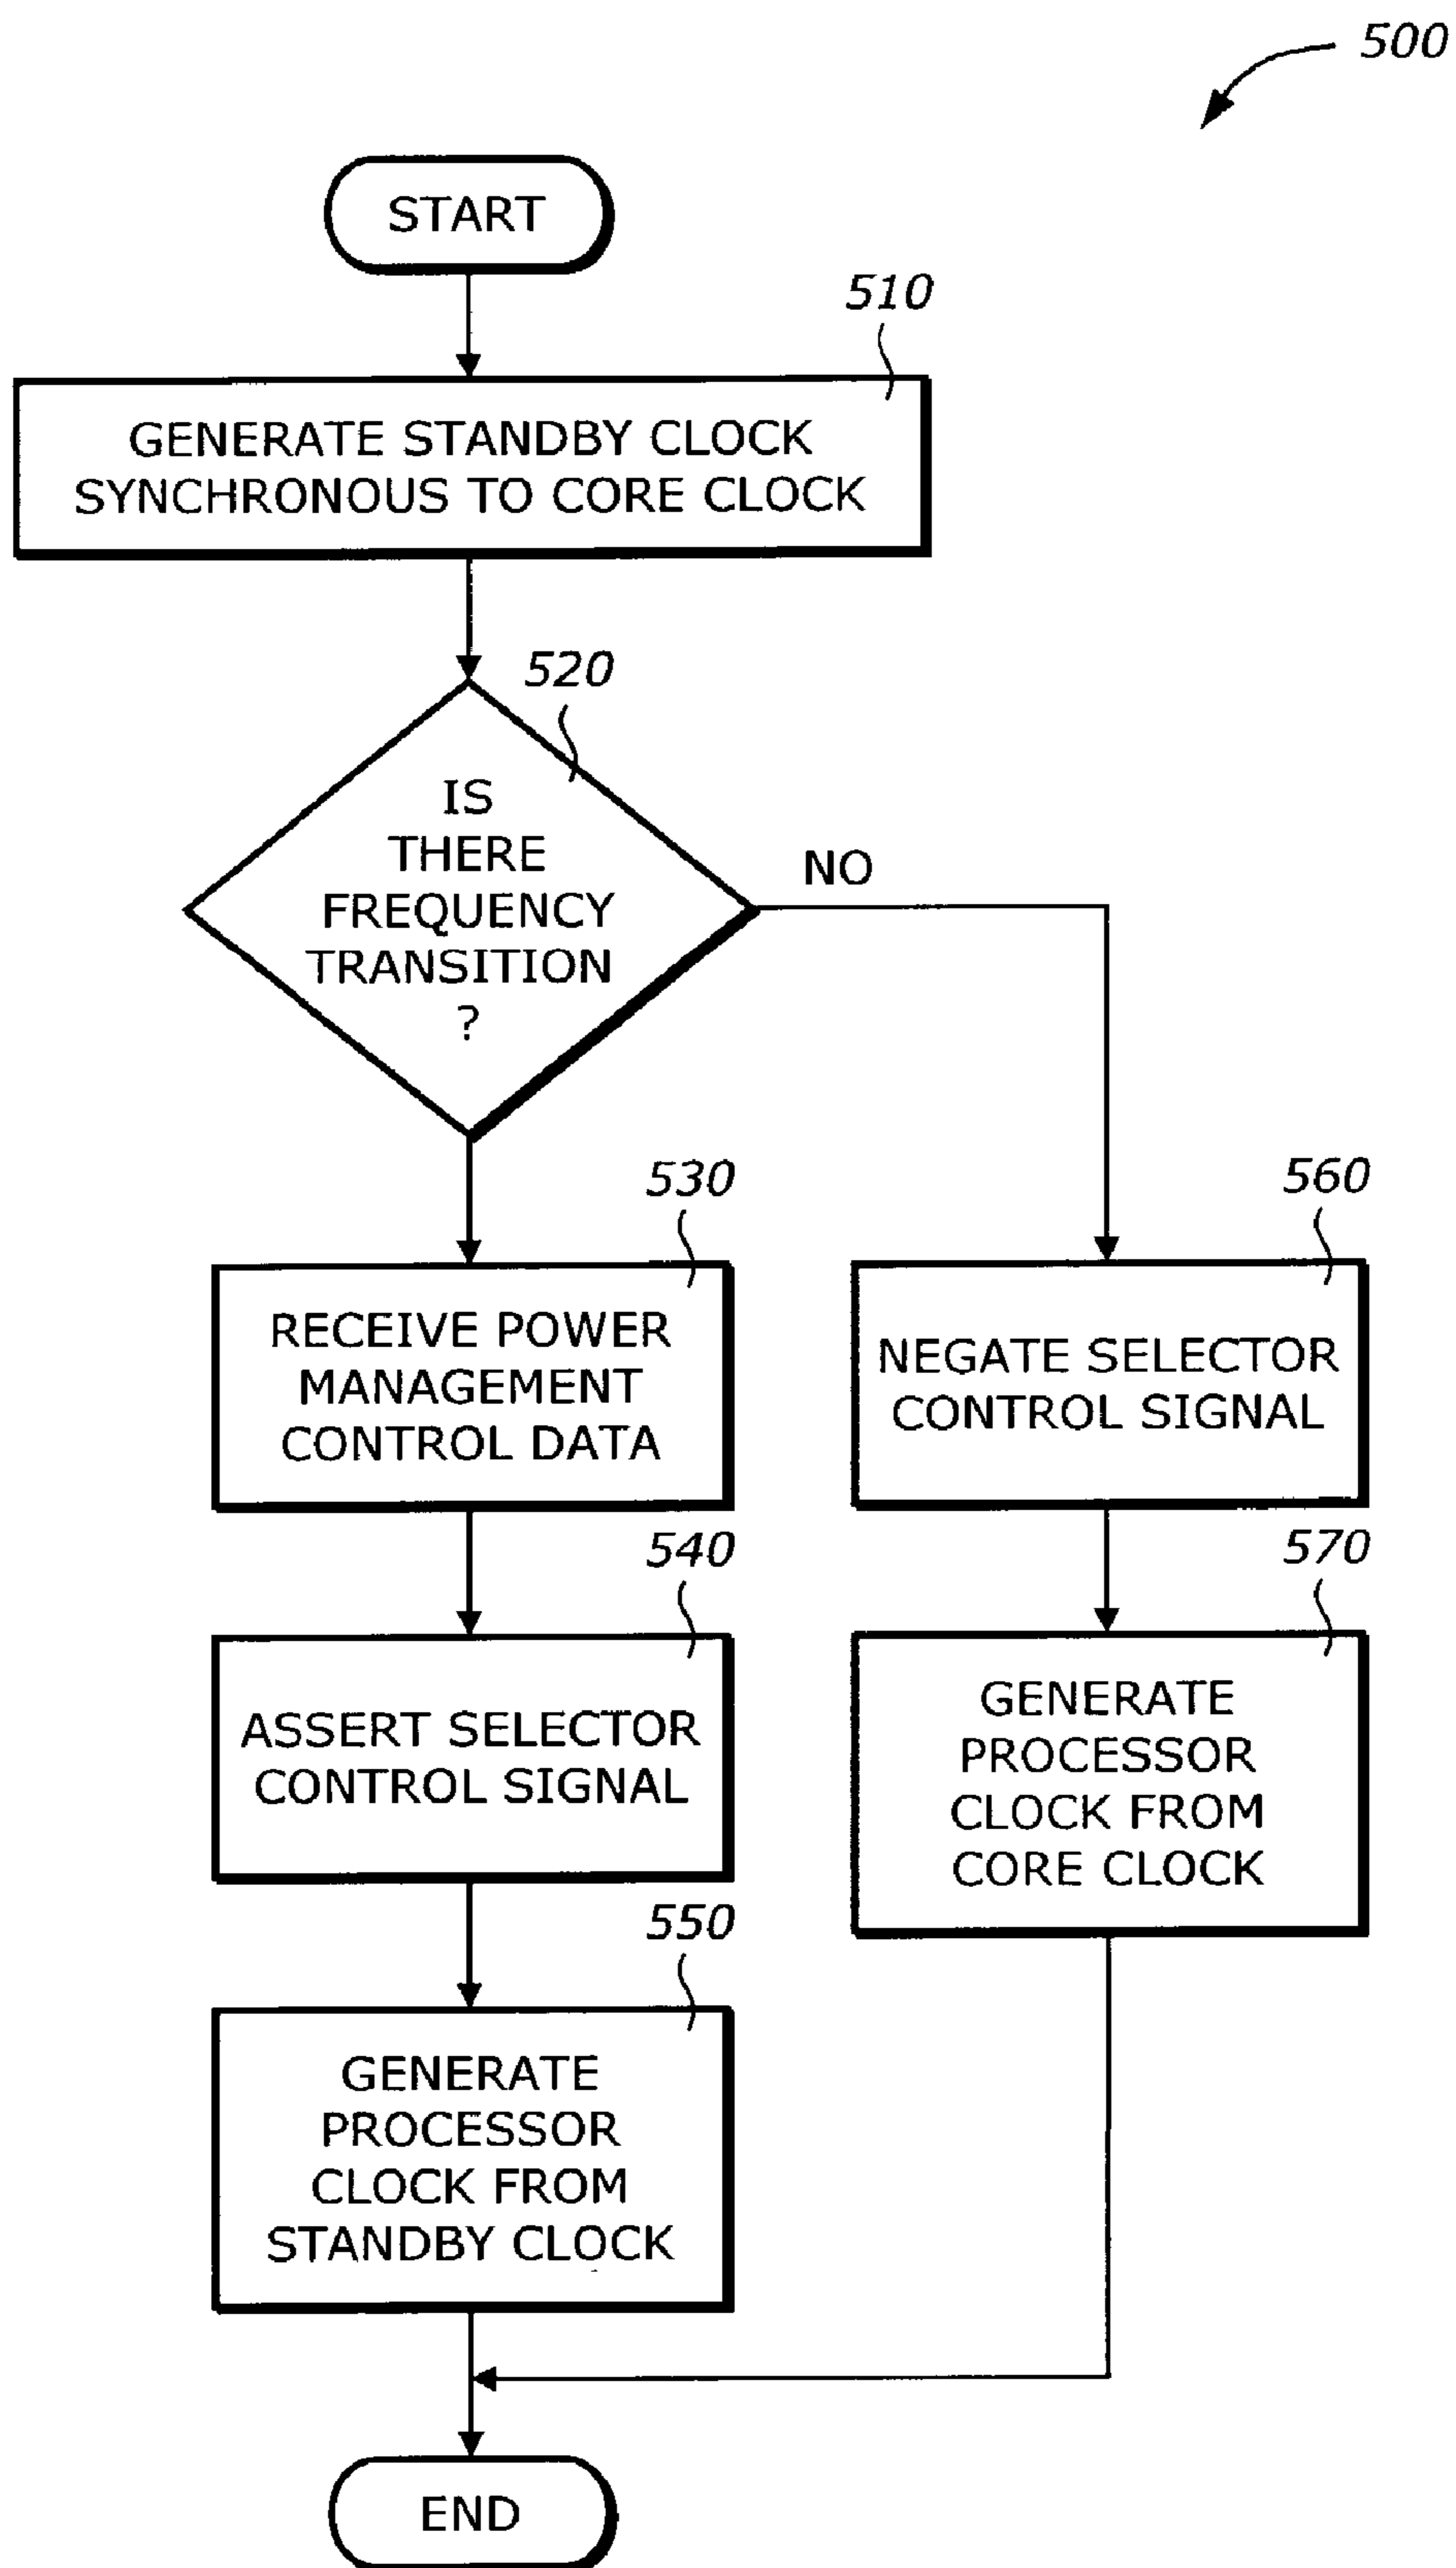 500
START
510
GENERATE STANDBY CLOCK
SYNCHRONOUS TO CORE CLOCK
520
IS
THERE
FREQUENCY
TRANSITION
?
NO
530
RECEIVE POWER
MANAGEMENT
CONTROL DATA
560
NEGATE SELECTOR
CONTROL SIGNAL
540
ASSERT SELECTOR
CONTROL SIGNAL
570
GENERATE
PROCESSOR
CLOCK FROM
CORE CLOCK
550
GENERATE
PROCESSOR
CLOCK FROM
STANDBY CLOCK
END